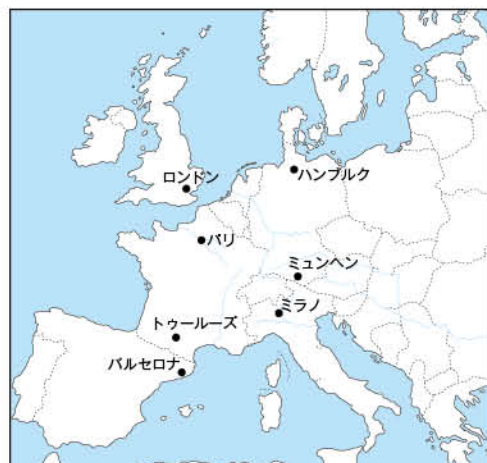 ロンドン
ハンブルク
パリ
ミュンヘン
ミラノ
トゥールーズ
バルセロナ